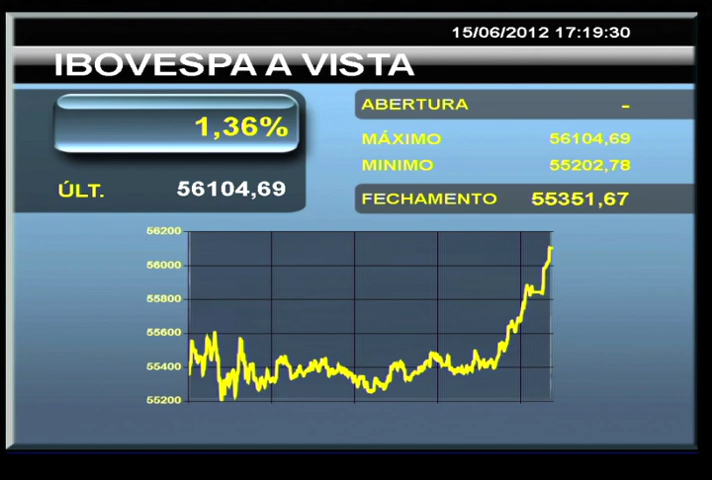 15/06/2012 17:19:30
IBOVESPA A VISTA
1,36%
ÚLT. 56104,69
ABERTURA -
MÁXIMO 56104,69
MINIMO 55202,78
FECHAMENTO 55351,67
56200
56000
55800
55600
55400
55200